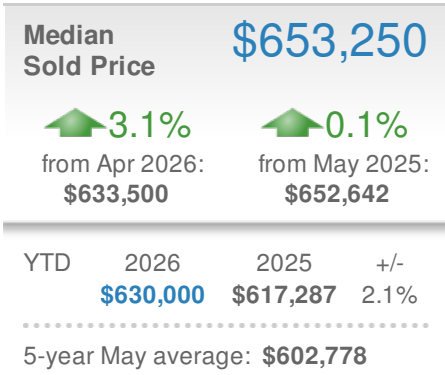 Median $653,250
Sold Price
3.1% 0.1%
from Apr 2026: from May 2025:
$633,500 $652,642
YTD 2026 2025 +/-
$630,000 $617,287 2.1%
5-year May average: $602,778